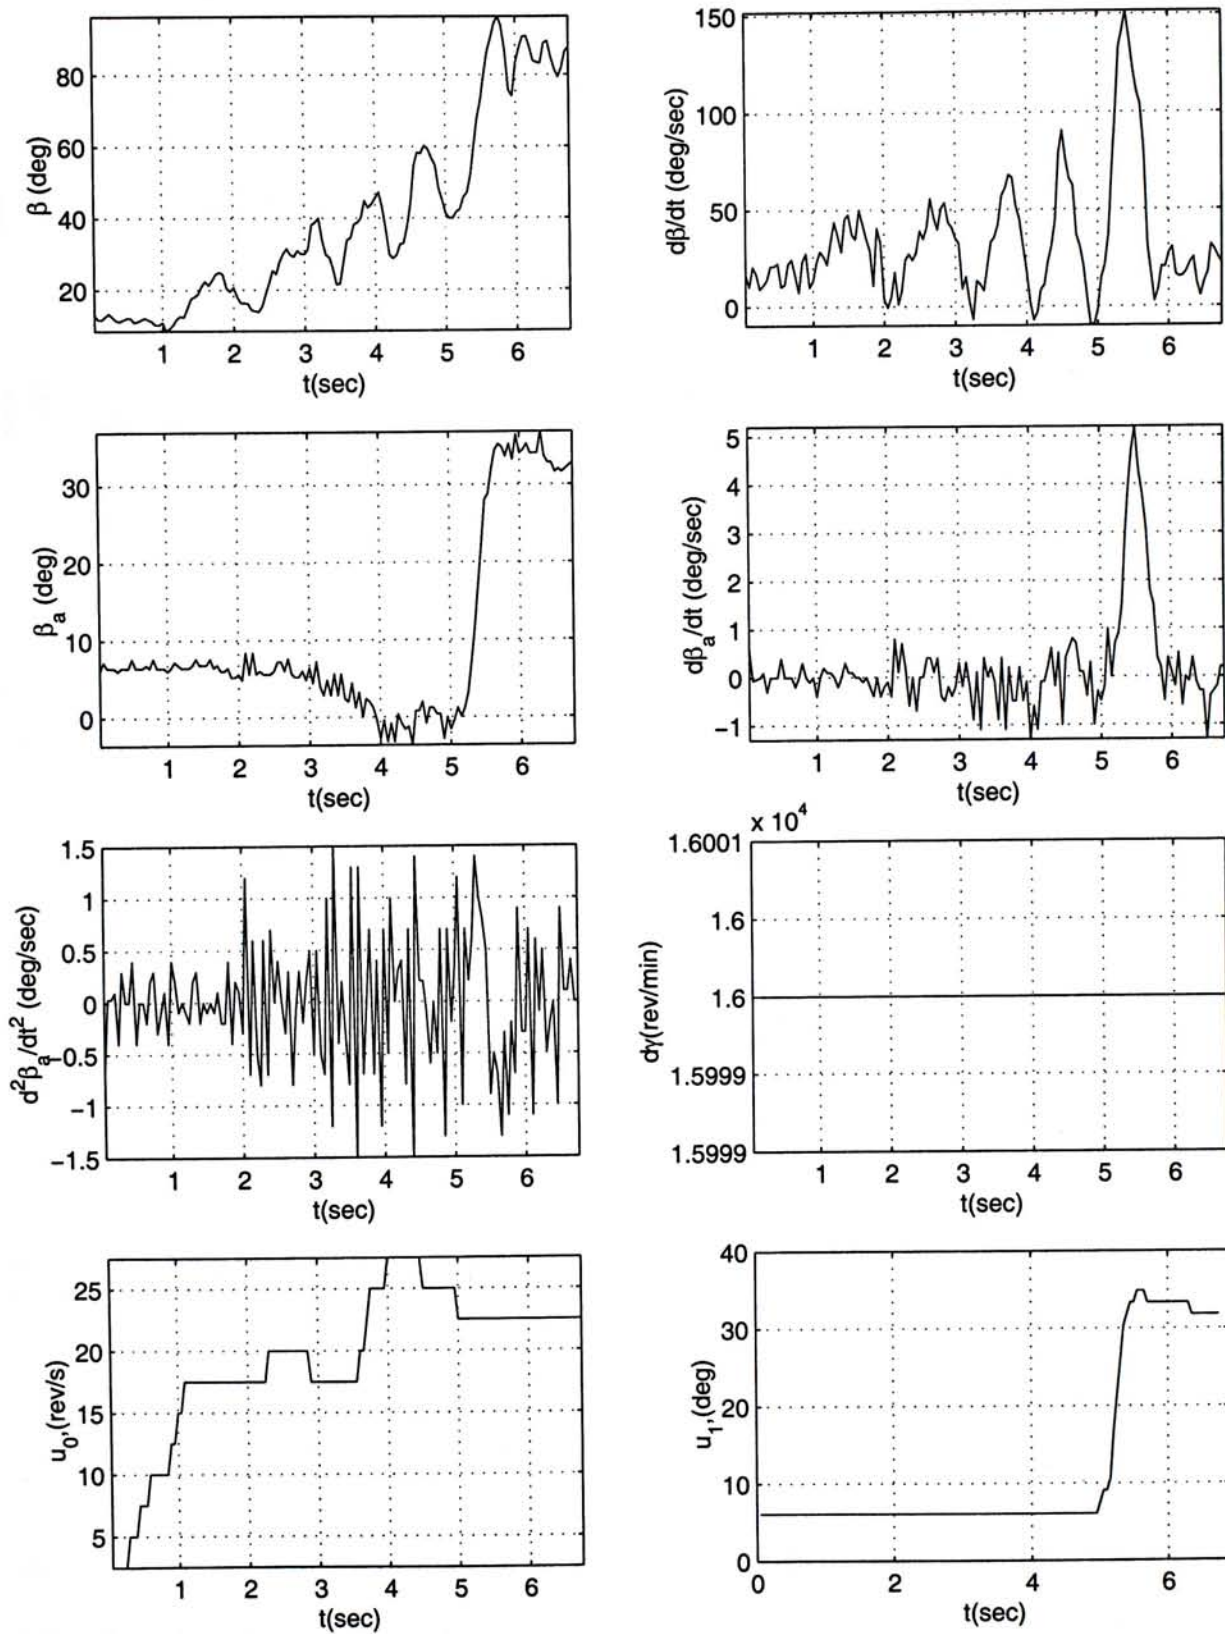 80
60
40
20
β (deg)
1 2 3 4 5 6
t(sec)
150
100
50
0
dβ/dt (deg/sec)
1 2 3 4 5 6
t(sec)
30
20
10
0
βa (deg)
1 2 3 4 5 6
t(sec)
5
4
3
2
1
0
−1
dβa/dt (deg/sec)
1 2 3 4 5 6
t(sec)
1.5
1
0.5
0
−0.5
−1
−1.5
d²βa/dt² (deg/sec)
1 2 3 4 5 6
t(sec)
x 10⁴
1.6001
1.6
1.6
1.5999
1.5999
dγ(rev/min)
1 2 3 4 5 6
t(sec)
25
20
15
10
5
u0,(rev/s)
1 2 3 4 5 6
t(sec)
40
30
20
10
0
u1,(deg)
0 2 4 6
t(sec)